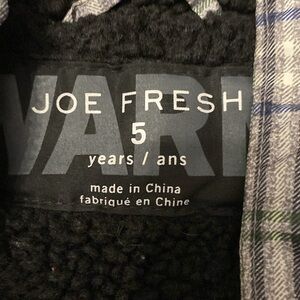 JOE FRESH
5
years / ans
made in China
fabriqué en Chine